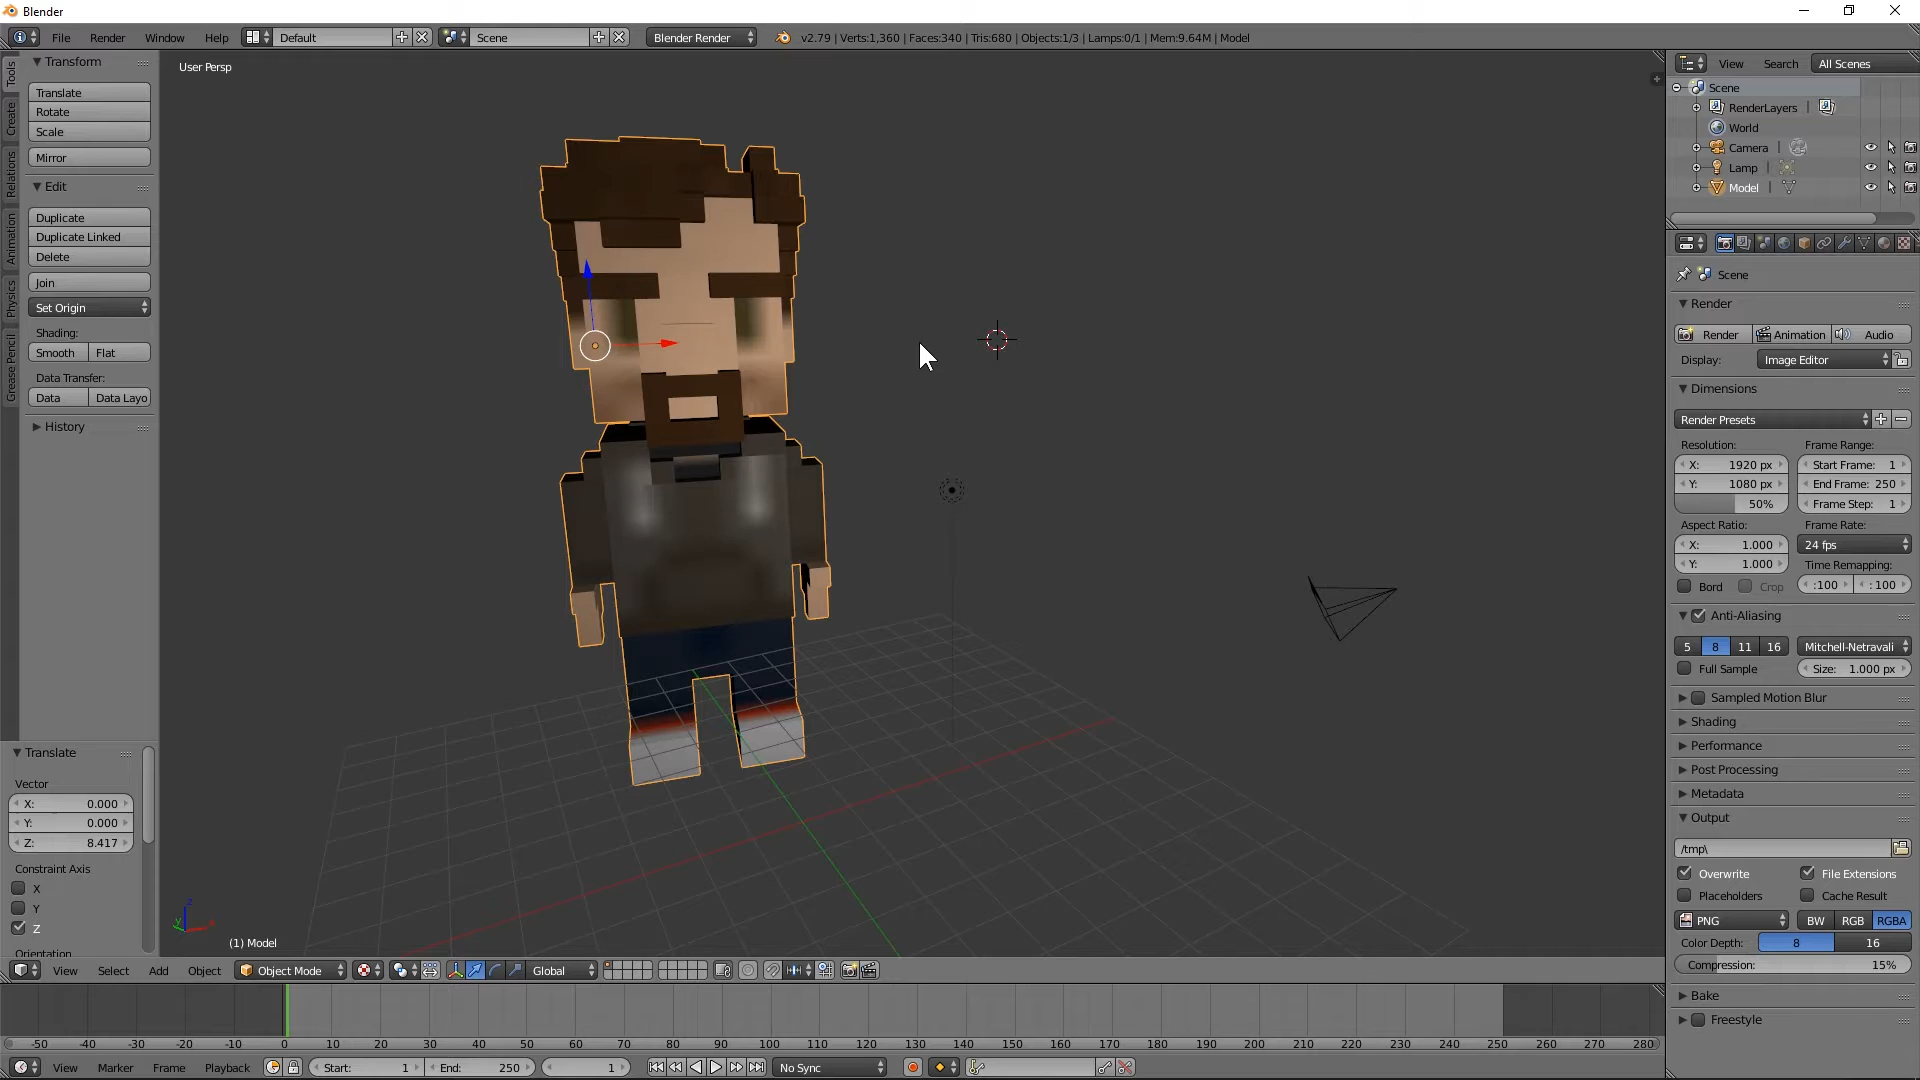 Blender
File Render Window Help Default Scene Blender Render v2.79 | Verts:1,360 | Faces:340 | Tris:680 | Objects:1/3 | Lamps:0/1 | Mem:9.64M | Model
Tools
Create
Relations
Animation
Physics
Grease Pencil
Transform
Translate
Rotate
Scale
Mirror
Edit
Duplicate
Duplicate Linked
Delete
Join
Set Origin
Shading:
Smooth Flat
Data Transfer:
Data Data Layo
History
Translate
Vector
X: 0.000
Y: 0.000
Z: 8.417
Constraint Axis
X
Y
Z
Orientation
User Persp
(1) Model
View Select Add Object Object Mode Global
-50 -40 -30 -20 -10 0 10 20 30 40 50 60 70 80 90 100 110 120 130 140 150 160 170 180 190 200 210 220 230 240 250 260 270 280
View Marker Frame Playback Start: 1 End: 250 1 No Sync
View Search All Scenes
Scene
RenderLayers
World
Camera
Lamp
Model
Scene
Render
Render Animation Audio
Display: Image Editor
Dimensions
Render Presets
Resolution: Frame Range:
X: 1920 px Start Frame: 1
Y: 1080 px End Frame: 250
50% Frame Step: 1
Aspect Ratio: Frame Rate:
X: 1.000 24 fps
Y: 1.000 Time Remapping:
Bord Crop :100 :100
Anti-Aliasing
5 8 11 16 Mitchell-Netravali
Full Sample Size: 1.000 px
Sampled Motion Blur
Shading
Performance
Post Processing
Metadata
Output
/tmp\
Overwrite File Extensions
Placeholders Cache Result
PNG BW RGB RGBA
Color Depth: 8 16
Compression: 15%
Bake
Freestyle